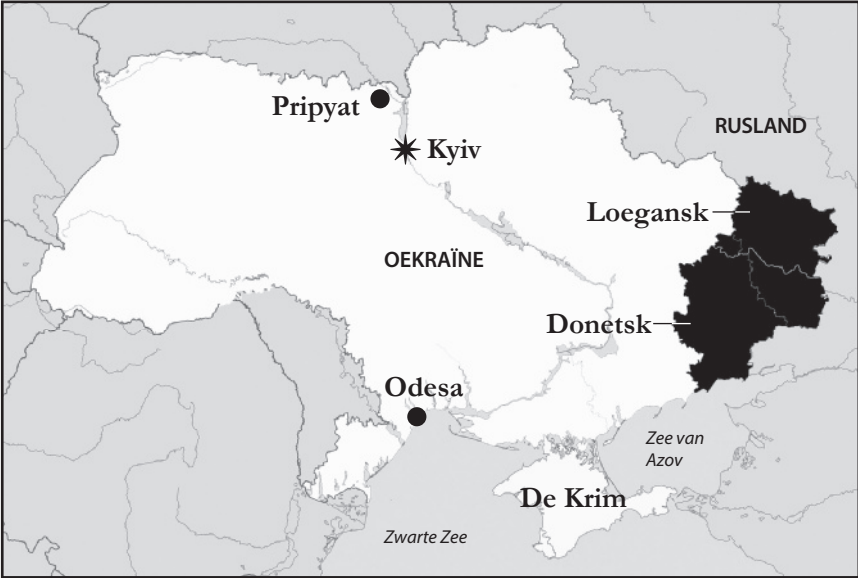 Pripyat
RUSLAND
Kyiv
Loegansk
OEKRAÏNE
Donetsk
Odesa
Zee van
Azov
De Krim
Zwarte Zee